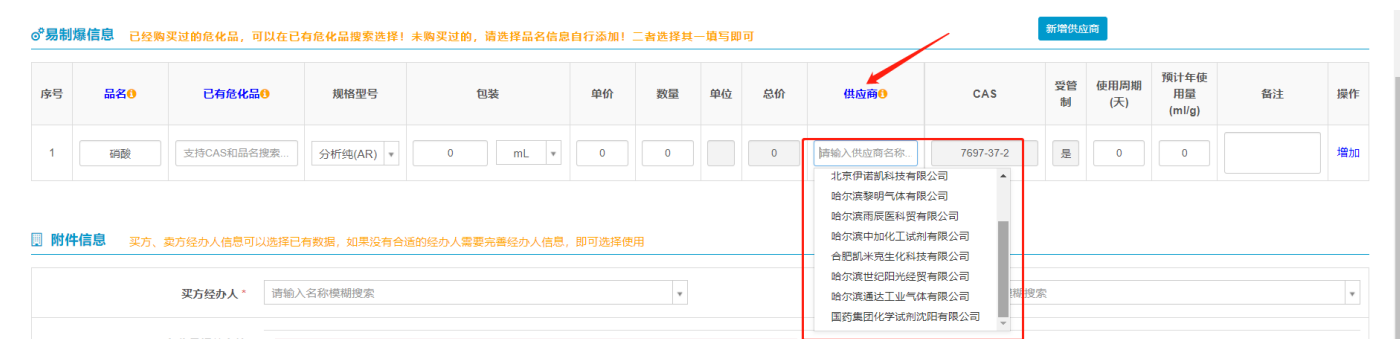 易制爆信息 已经购买过的危化品，可以在已有危化品搜索选择！未购买过的，请选择品名信息自行添加！二者选择其一填写即可 新增供应商
序号 品名 已有危化品 规格型号 包装 单价 数量 单位 总价 供应商 CAS 受管制 使用周期(天) 预计年使用量(ml/g) 备注 操作
1 硝酸 支持CAS和品名搜索... 分析纯(AR) 0 mL 0 0 0 请输入供应商名称... 7697-37-2 是 0 0 增加
北京伊诺凯科技有限公司
哈尔滨黎明气体有限公司
哈尔滨雨辰医科贸有限公司
哈尔滨中加化工试剂有限公司
合肥凯米克生化科技有限公司
哈尔滨世纪阳光经贸有限公司
哈尔滨通达工业气体有限公司
国药集团化学试剂沈阳有限公司
附件信息 买方、卖方经办人信息可以选择已有数据，如果没有合适的经办人需要完善经办人信息，即可选择使用
买方经办人 * 请输入名称模糊搜索 糊搜索